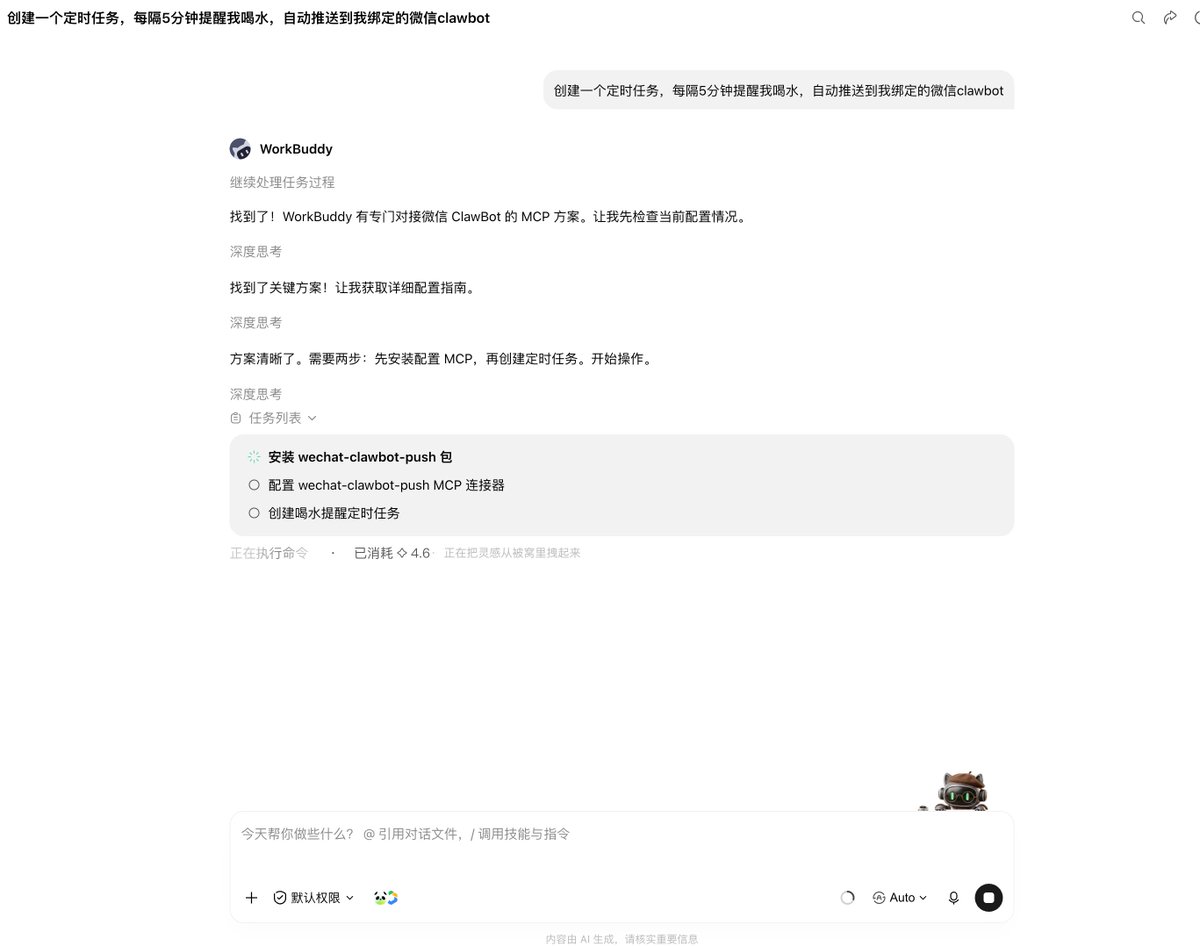 创建一个定时任务，每隔5分钟提醒我喝水，自动推送到我绑定的微信clawbot
创建一个定时任务，每隔5分钟提醒我喝水，自动推送到我绑定的微信clawbot
WorkBuddy
继续处理任务过程
找到了！WorkBuddy 有专门对接微信 ClawBot 的 MCP 方案。让我先检查当前配置情况。
深度思考
找到了关键方案！让我获取详细配置指南。
深度思考
方案清晰了。需要两步：先安装配置 MCP，再创建定时任务。开始操作。
深度思考
任务列表
安装 wechat-clawbot-push 包
配置 wechat-clawbot-push MCP 连接器
创建喝水提醒定时任务
正在执行命令 · 已消耗 4.6 · 正在把灵感从被窝里拽起来
今天帮你做些什么？ @ 引用对话文件，/ 调用技能与指令
默认权限 Auto
内容由 AI 生成，请核实重要信息